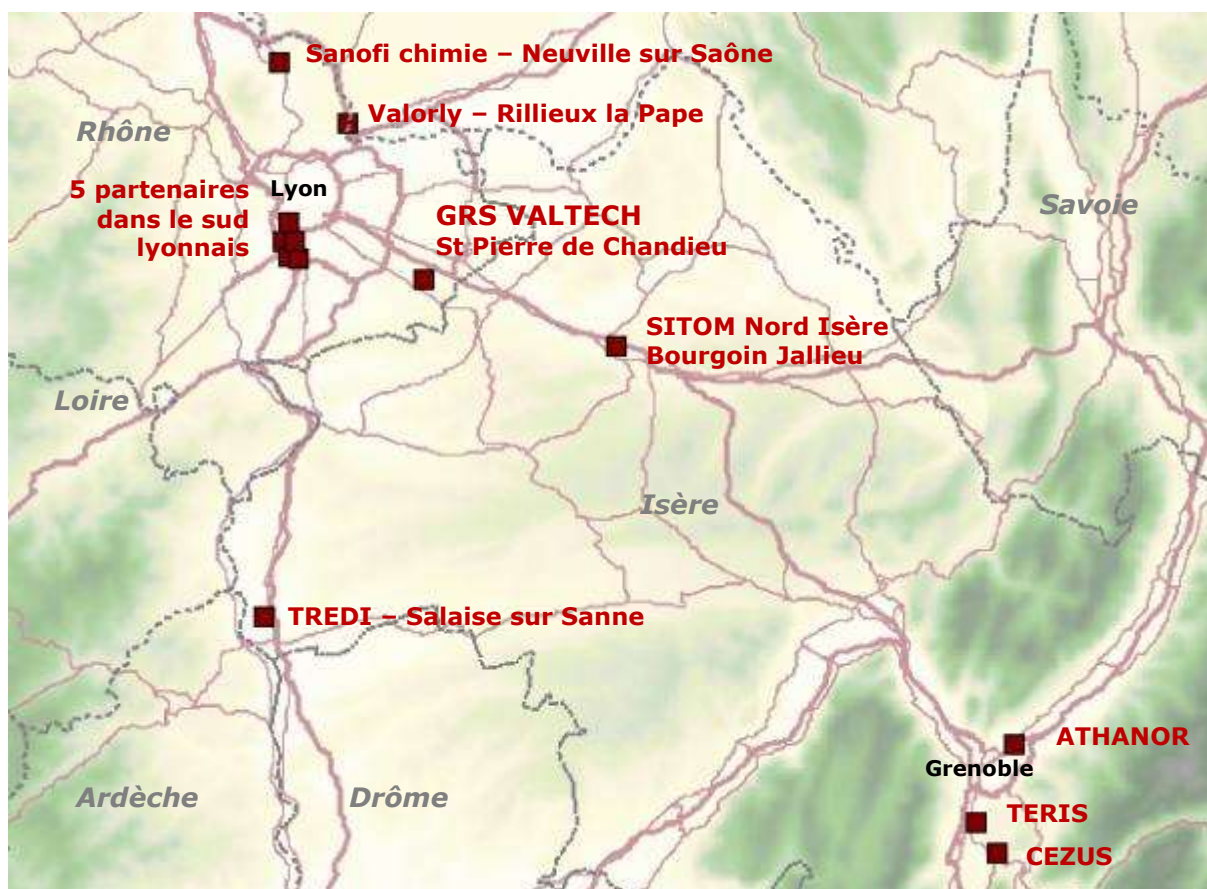 Sanofi chimie – Neuville sur Saône
Valorly – Rillieux la Pape
Rhône
5 partenaires
dans le sud
lyonnais
Lyon
GRS VALTECH
St Pierre de Chandieu
Savoie
SITOM Nord Isère
Bourgoin Jallieu
Loire
Isère
TREDI – Salaise sur Sanne
ATHANOR
Grenoble
Ardèche
Drôme
TERIS
CEZUS